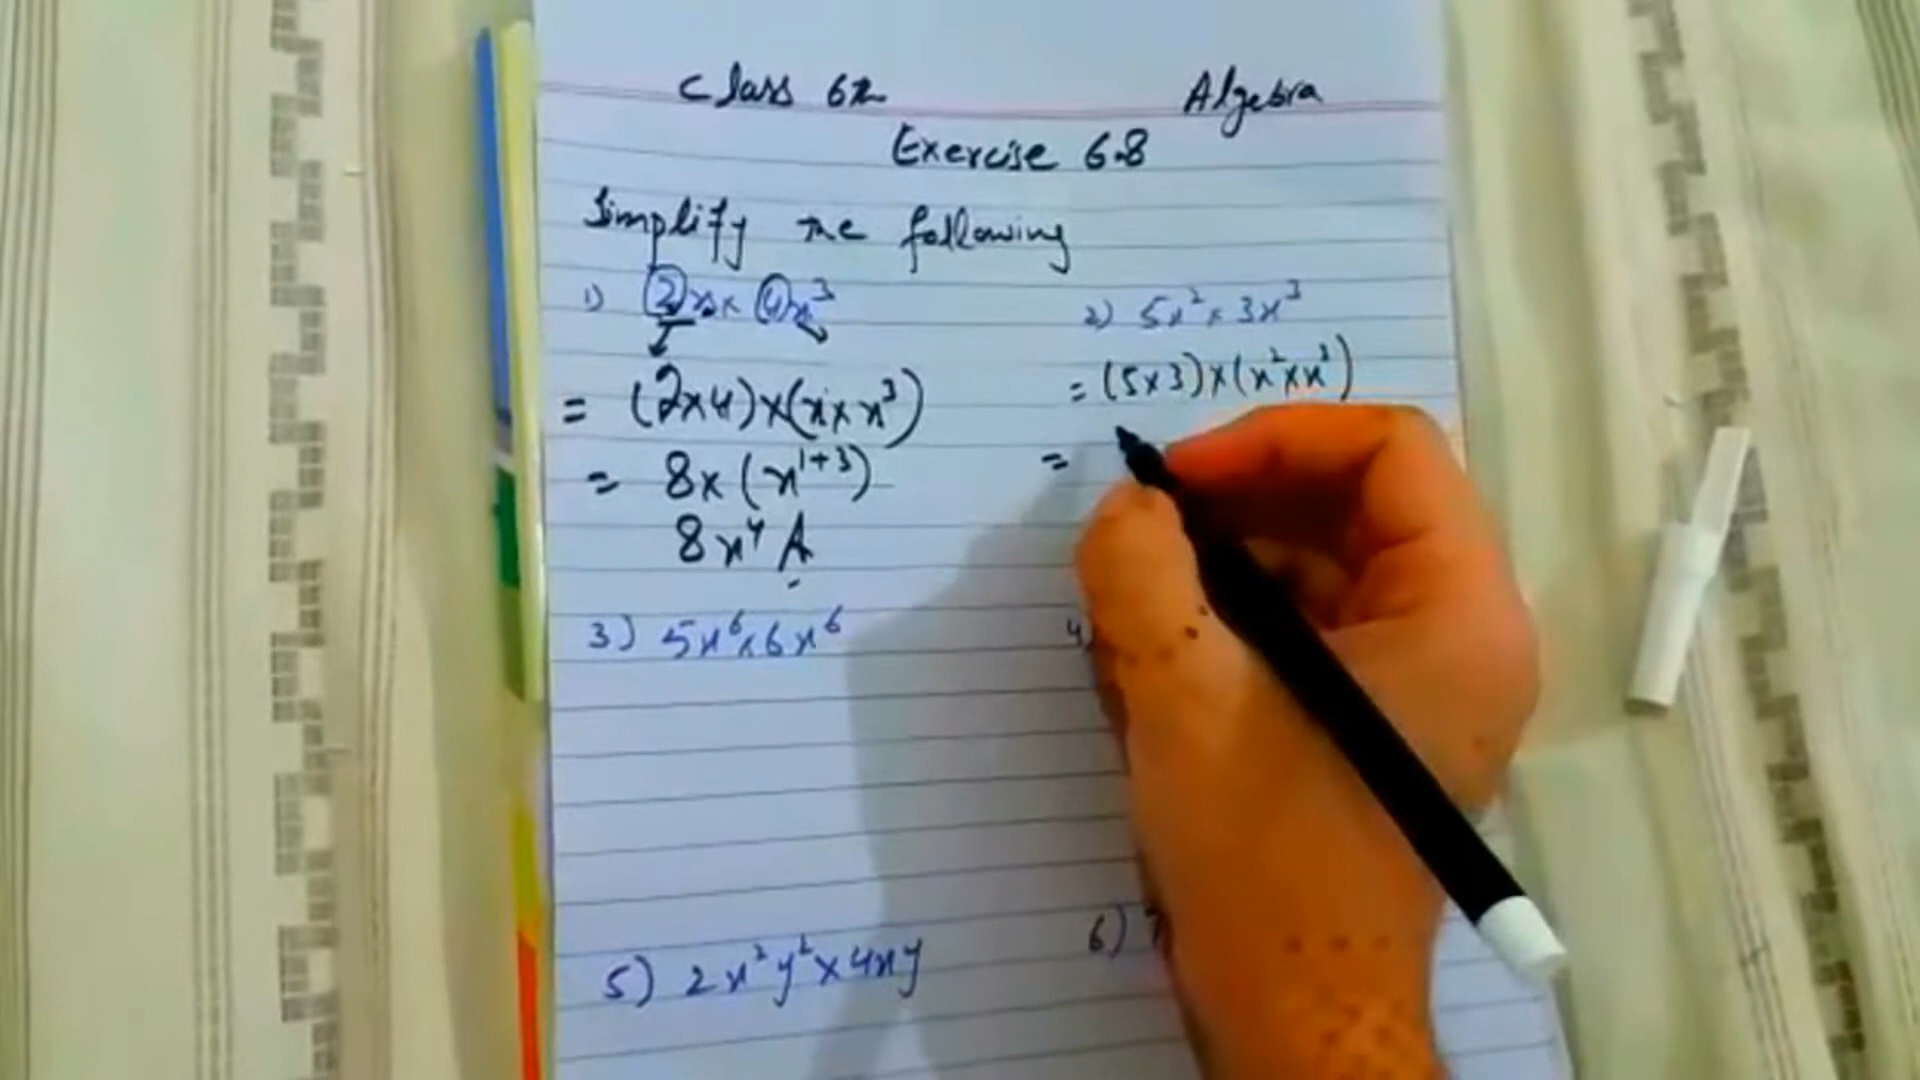 Class 6th Algebra
Exercise 6.8
Simplify the following
1) 2x × 4x³
= (2×4)×(x×x³)
= 8×(x¹⁺³)
8x⁴ A
2) 5x² × 3x³
= (5×3)×(x²×x³)
=
3) 5x⁶×6x⁶
4)
5) 2x²y²×4xy
6) 7